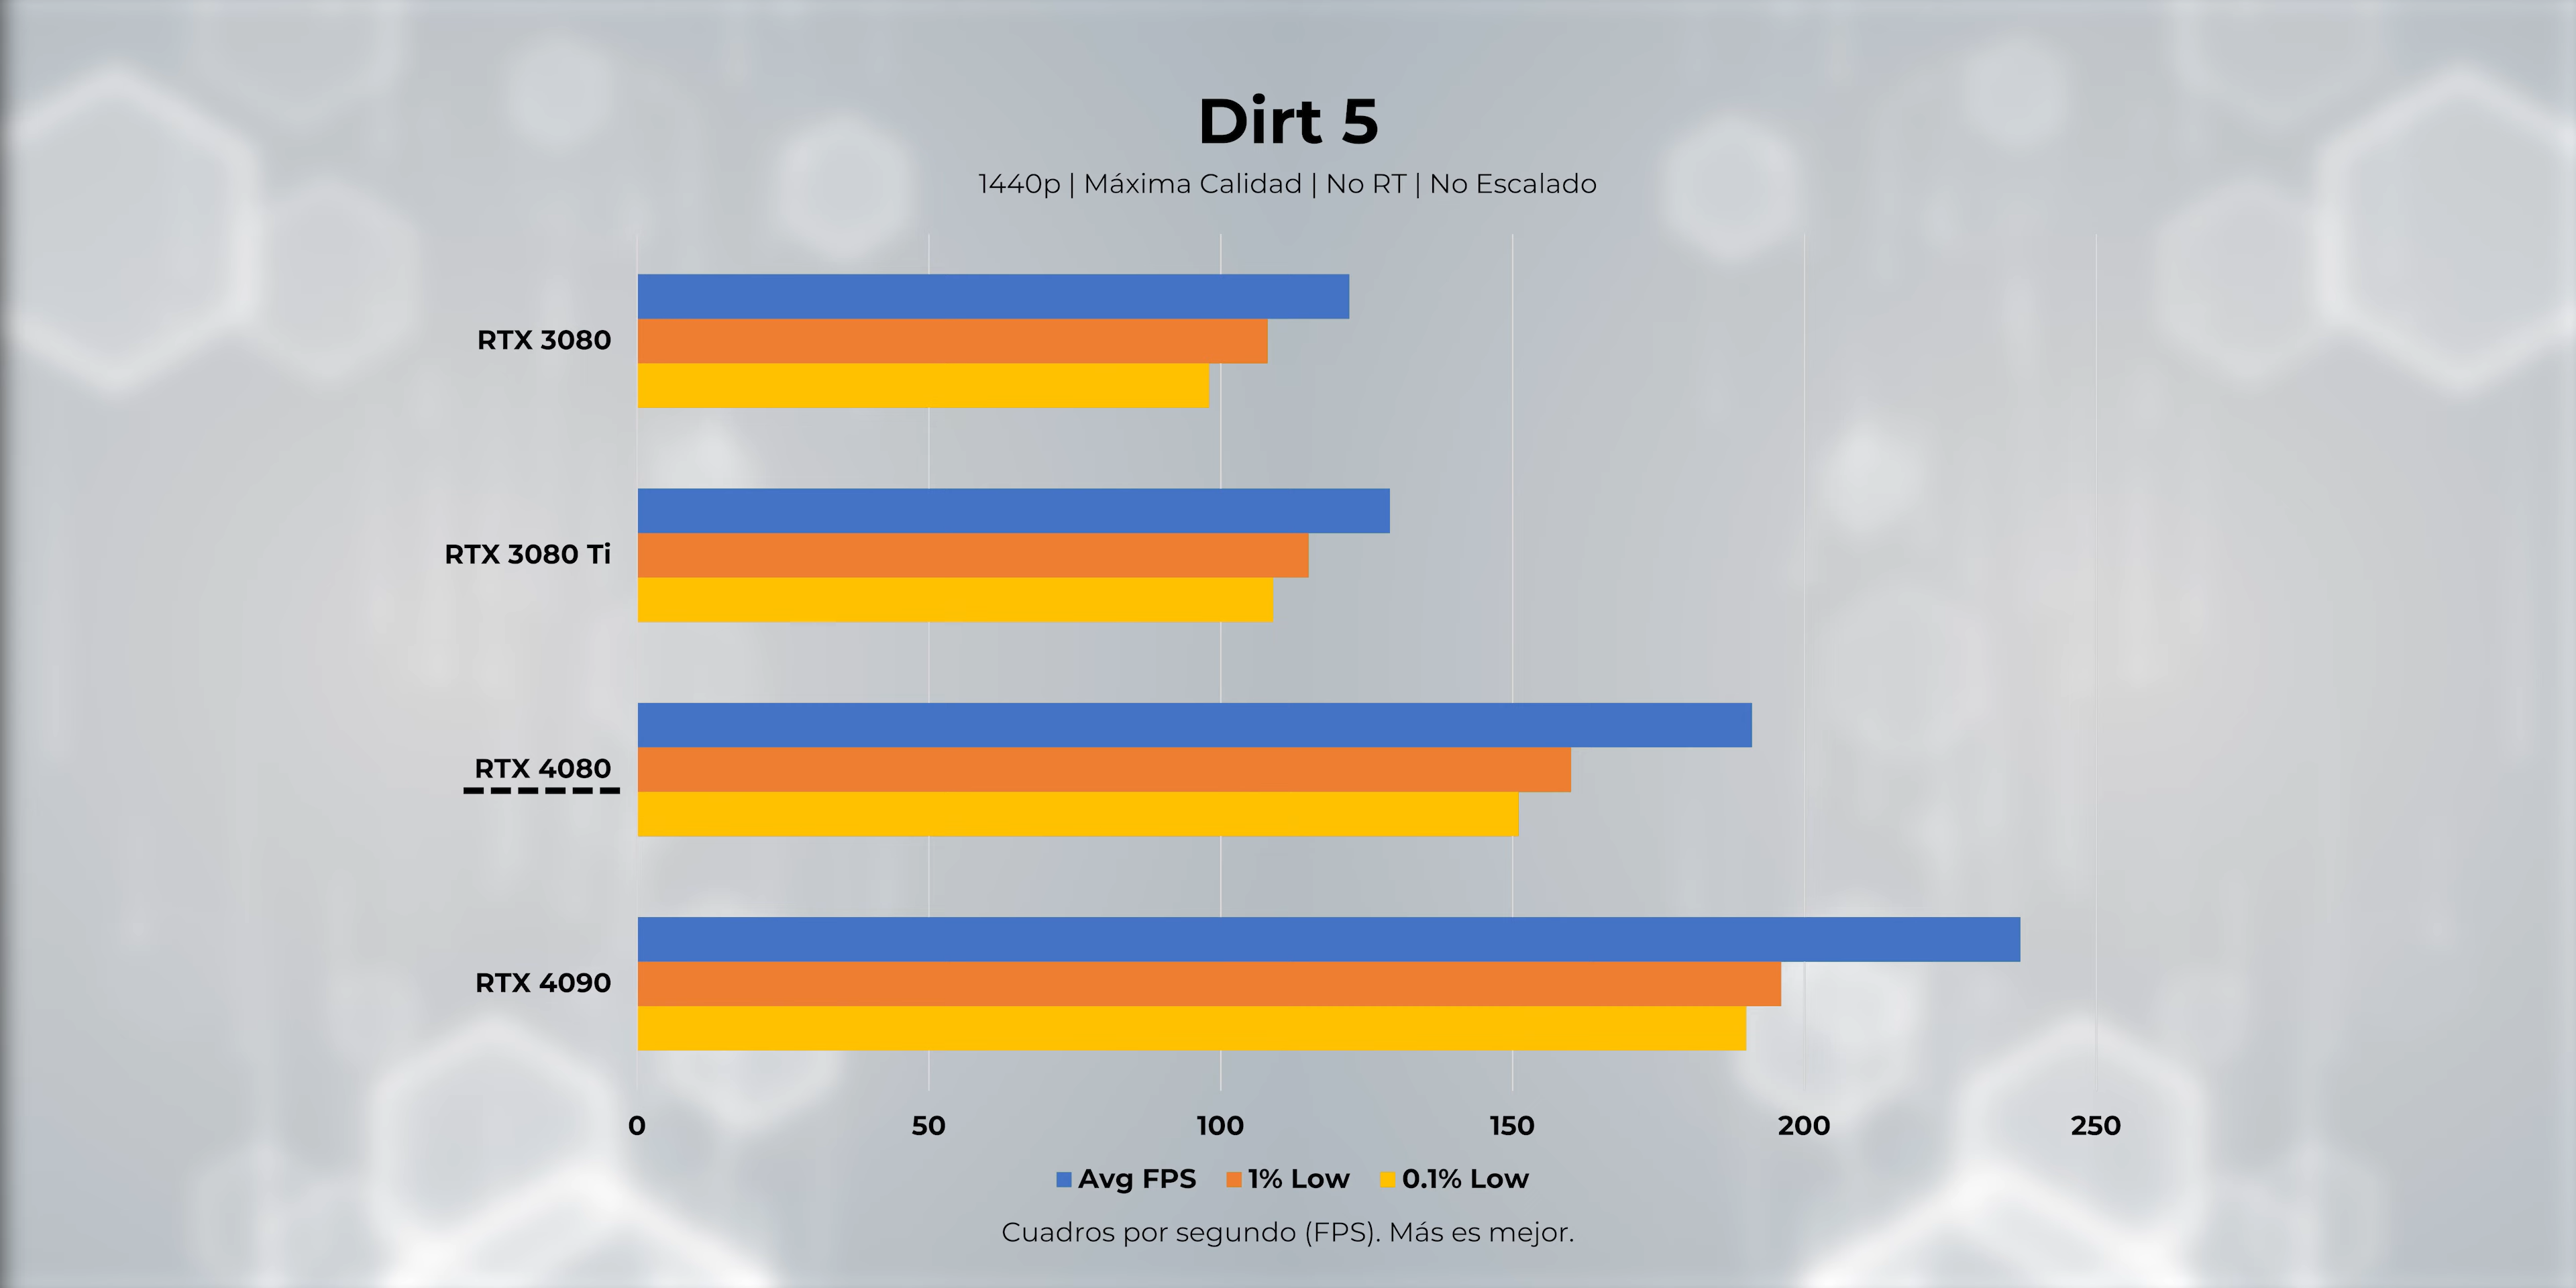 Dirt 5
1440p | Máxima Calidad | No RT | No Escalado
RTX 3080
RTX 3080 Ti
RTX 4080
RTX 4090
0 50 100 150 200 250
Avg FPS 1% Low 0.1% Low
Cuadros por segundo (FPS). Más es mejor.